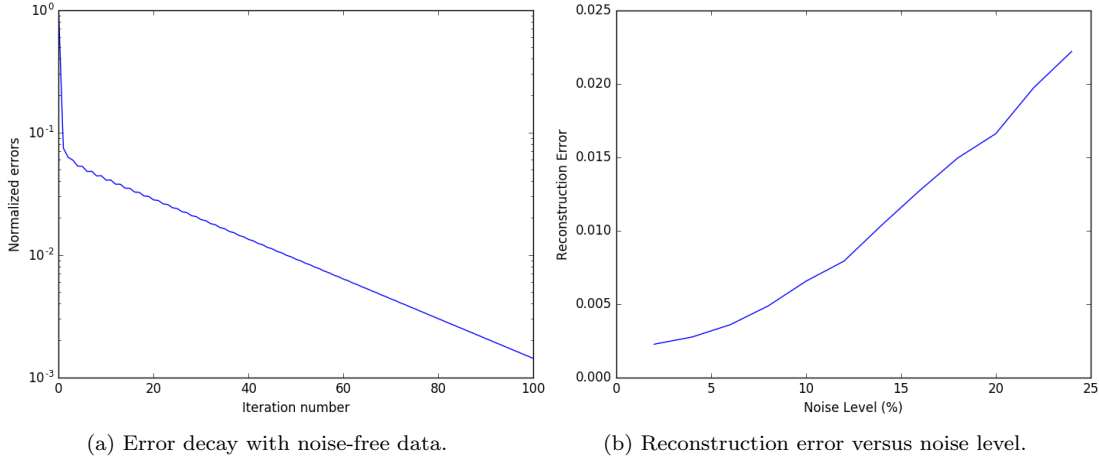 10^0
10^-1
10^-2
10^-3
Normalized errors
0 20 40 60 80 100
Iteration number
(a) Error decay with noise-free data.
0.025
0.020
0.015
0.010
0.005
0.000
Reconstruction Error
0 5 10 15 20 25
Noise Level (%)
(b) Reconstruction error versus noise level.